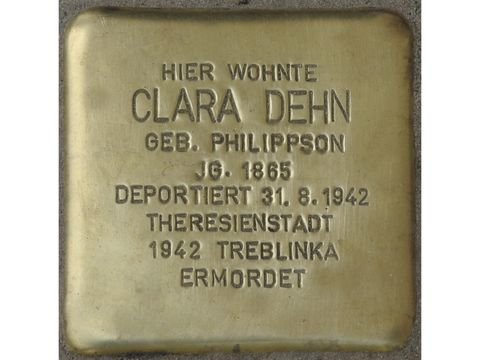 HIER WOHNTE
CLARA DEHN
GEB. PHILIPPSON
JG. 1865
DEPORTIERT 31. 8. 1942
THERESIENSTADT
1942 TREBLINKA
ERMORDET